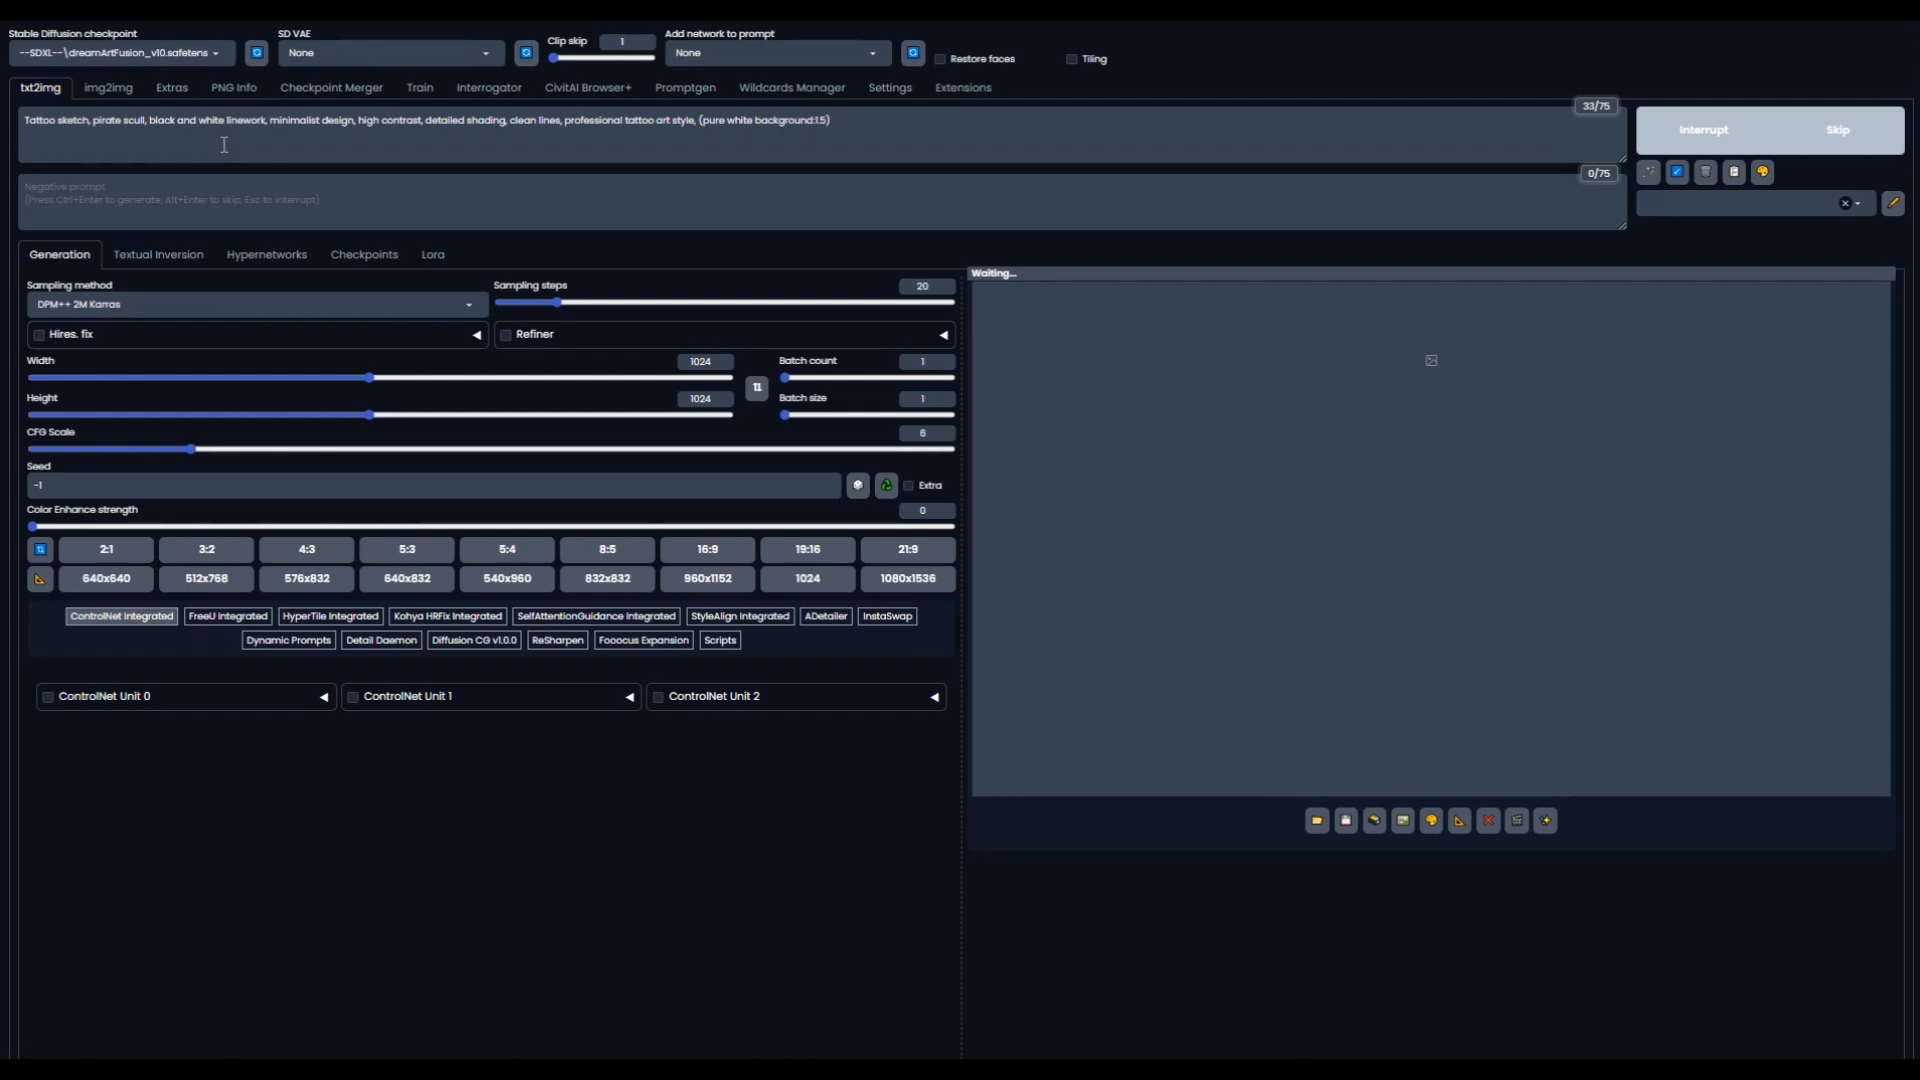 Stable Diffusion checkpoint
--SDXL--\dreamArtFusion_v10.safetens
SD VAE
None
Clip skip
1
Add network to prompt
None
Restore faces
Tiling
txt2img
img2img
Extras
PNG Info
Checkpoint Merger
Train
Interrogator
CivitAI Browser+
Promptgen
Wildcards Manager
Settings
Extensions
33/75
Tattoo sketch, pirate scull, black and white linework, minimalist design, high contrast, detailed shading, clean lines, professional tattoo art style, (pure white background:1.5)
Interrupt
Skip
0/75
Negative prompt
(Press Ctrl+Enter to generate, Alt+Enter to skip, Esc to interrupt)
Generation
Textual Inversion
Hypernetworks
Checkpoints
Lora
Waiting...
Sampling method
DPM++ 2M Karras
Sampling steps
20
Hires. fix
Refiner
Width
1024
Batch count
1
Height
1024
Batch size
1
CFG Scale
6
Seed
-1
Extra
Color Enhance strength
0
2:1
3:2
4:3
5:3
5:4
8:5
16:9
19:16
21:9
640x640
512x768
576x832
640x832
540x960
832x832
960x1152
1024
1080x1536
ControlNet Integrated
FreeU Integrated
HyperTile Integrated
Kohya HRFix Integrated
SelfAttentionGuidance Integrated
StyleAlign Integrated
ADetailer
InstaSwap
Dynamic Prompts
Detail Daemon
Diffusion CG v1.0.0
ReSharpen
Fooocus Expansion
Scripts
ControlNet Unit 0
ControlNet Unit 1
ControlNet Unit 2